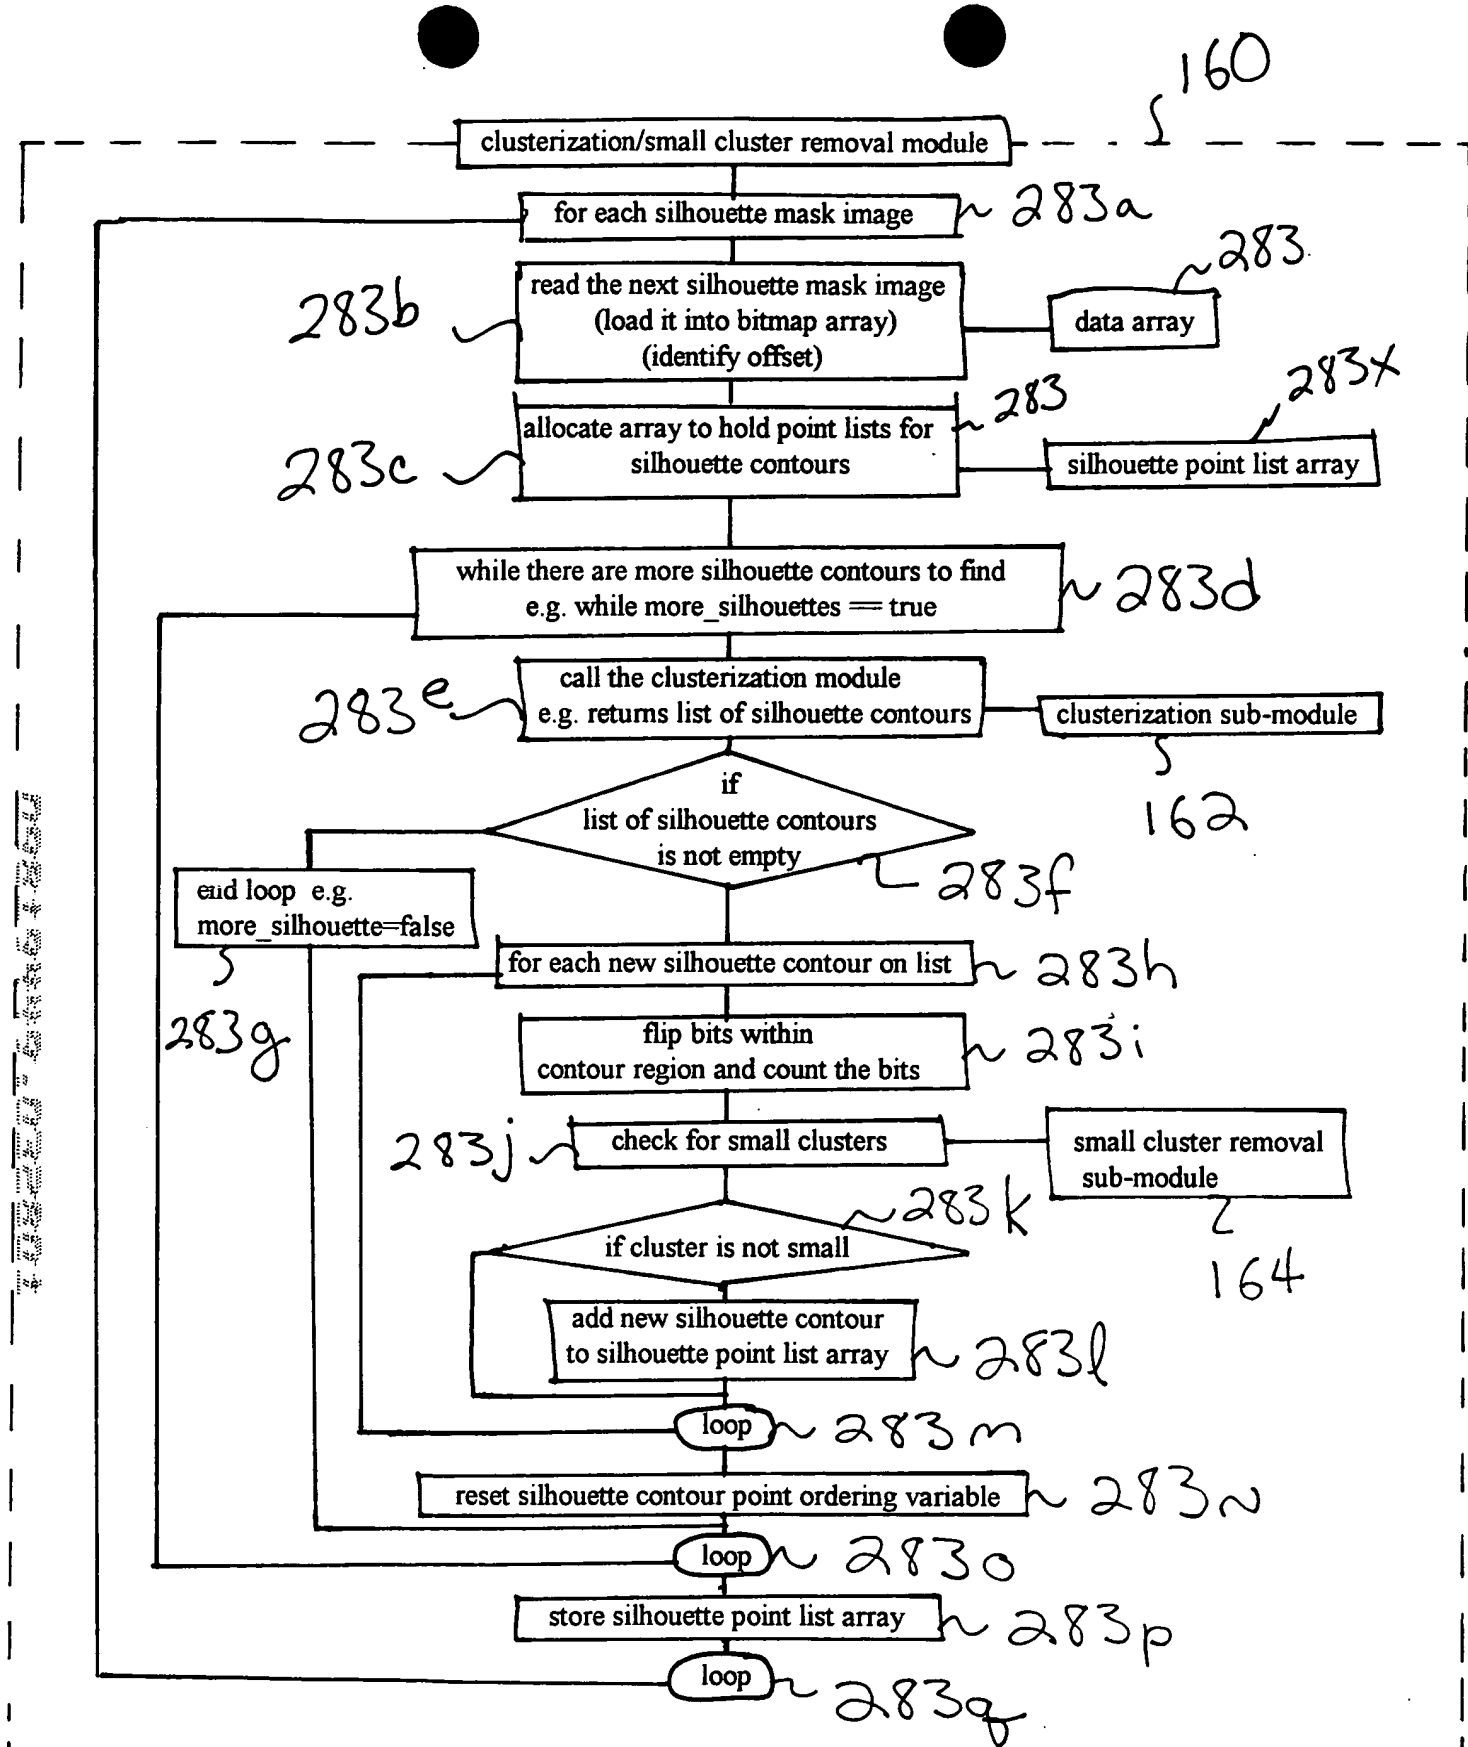 160
clusterization/small cluster removal module
for each silhouette mask image
283a
283
283b
read the next silhouette mask image
(load it into bitmap array)
(identify offset)
data array
283x
283
283c
allocate array to hold point lists for
silhouette contours
silhouette point list array
while there are more silhouette contours to find
e.g. while more_silhouettes == true
283d
283e
call the clusterization module
e.g. returns list of silhouette contours
clusterization sub-module
162
if
list of silhouette contours
is not empty
283f
end loop e.g.
more_silhouette=false
283g
for each new silhouette contour on list
283h
flip bits within
contour region and count the bits
283i
283j
check for small clusters
small cluster removal
sub-module
164
283k
if cluster is not small
add new silhouette contour
to silhouette point list array
283l
loop
283m
reset silhouette contour point ordering variable
283n
loop
283o
store silhouette point list array
283p
loop
283q